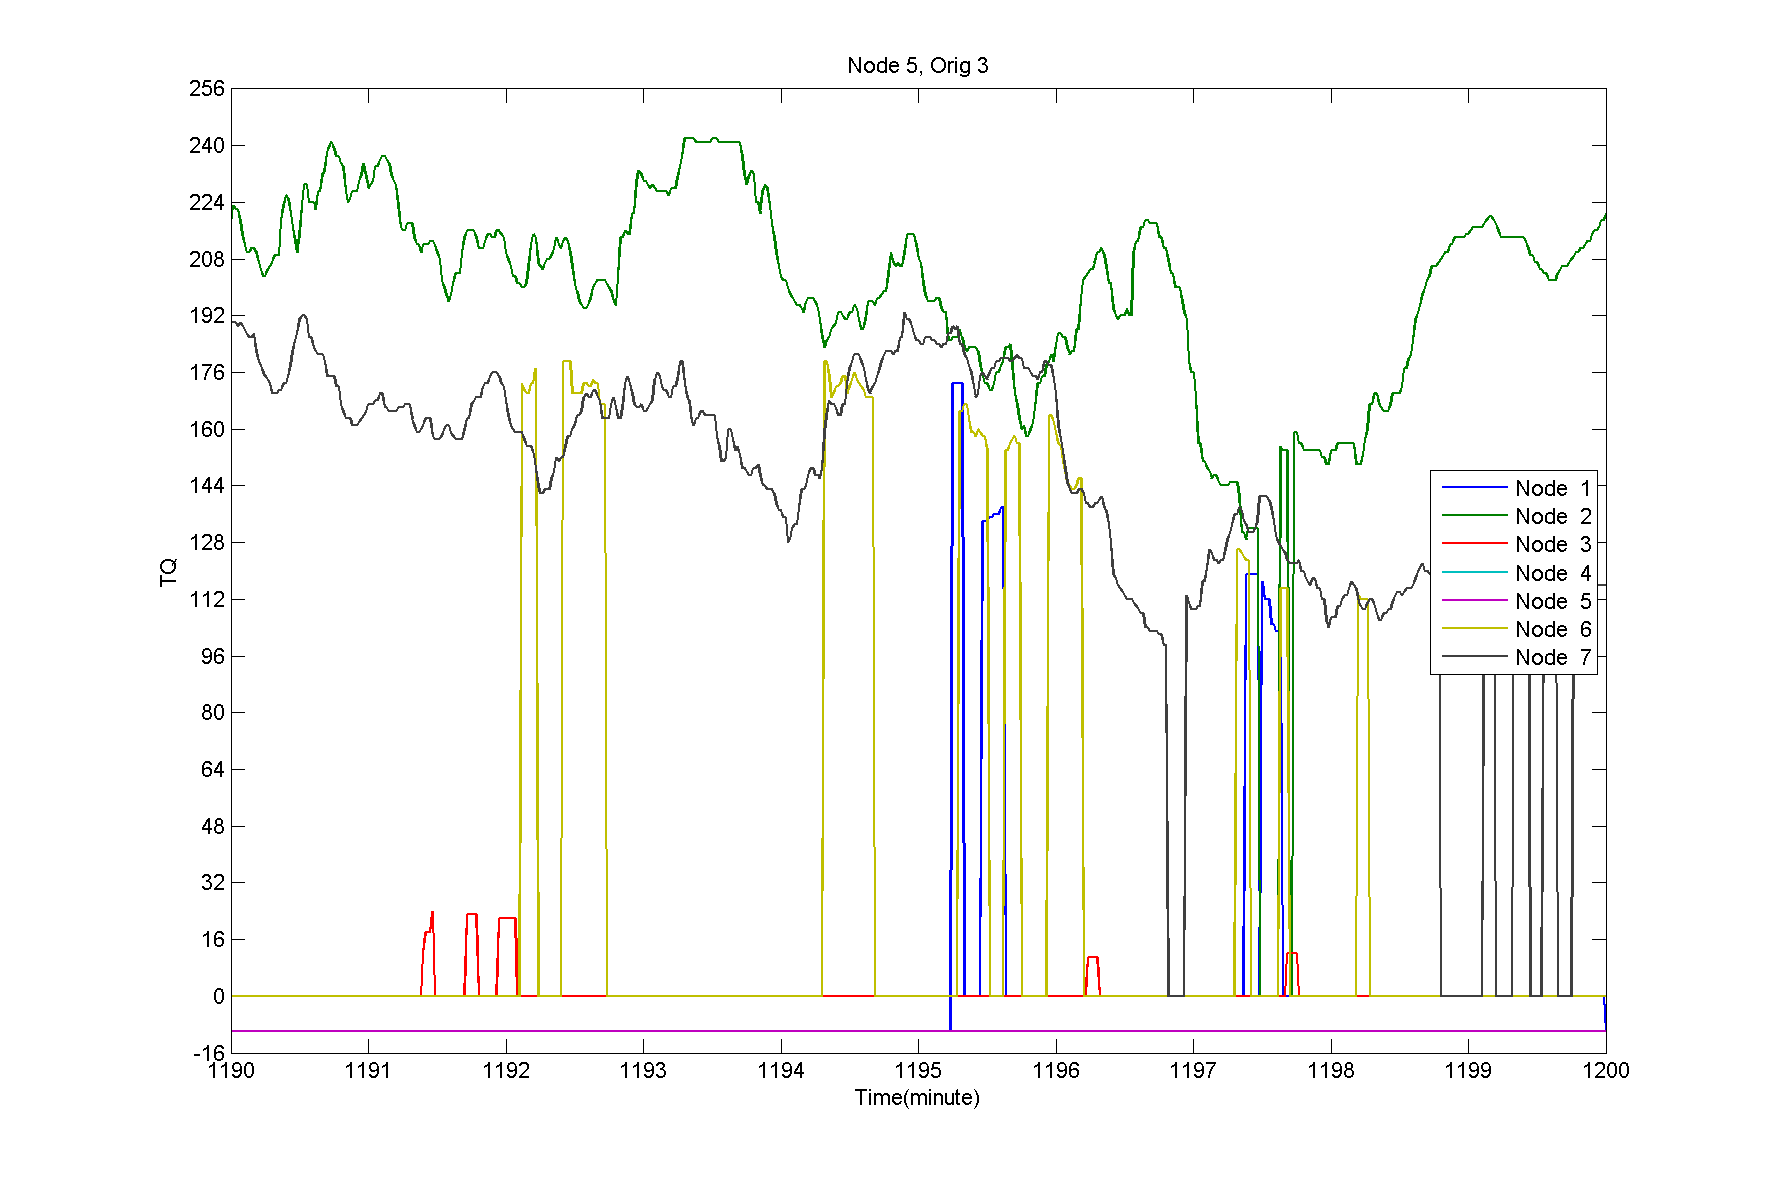 Node 5, Orig 3
256
240
224
208
192
176
160
144
128
112
96
80
64
48
32
16
0
-16
TQ
Node 1
Node 2
Node 3
Node 4
Node 5
Node 6
Node 7
1190 1191 1192 1193 1194 1195 1196 1197 1198 1199 1200
Time(minute)